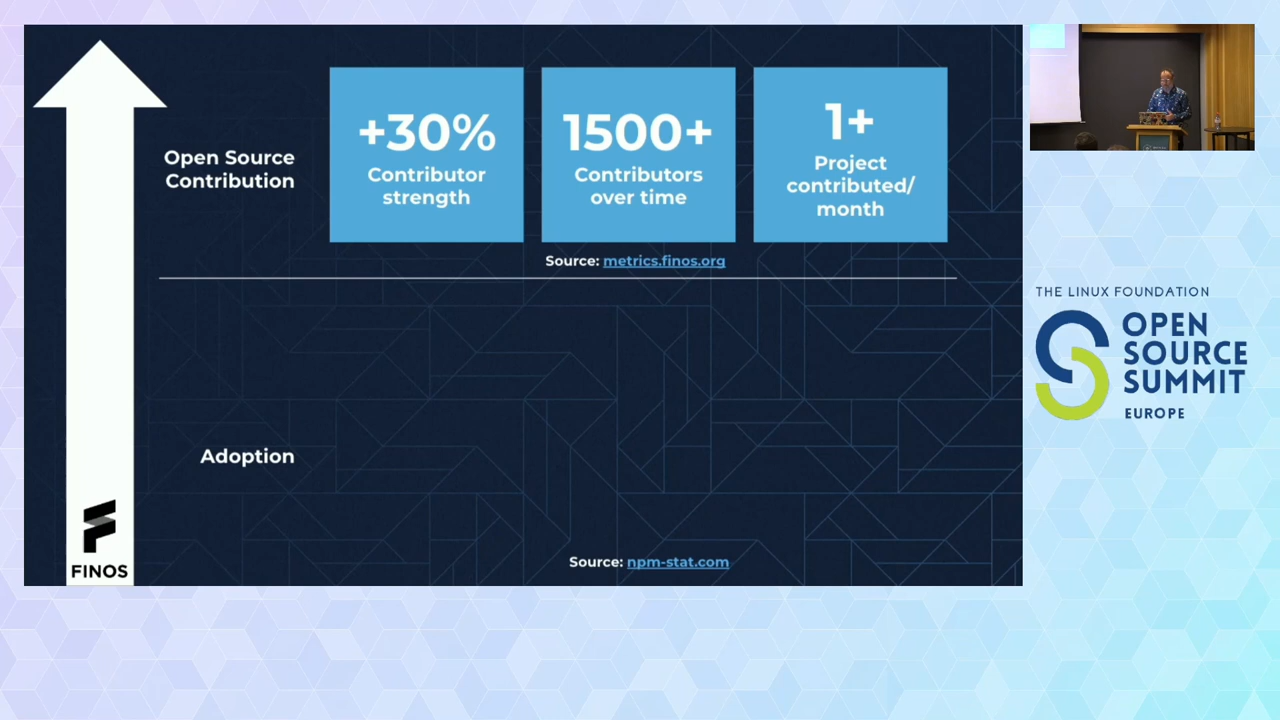 Open Source
Contribution
+30%
Contributor
strength
1500+
Contributors
over time
1+
Project
contributed/
month
Source: metrics.finos.org
Adoption
Source: npm-stat.com
FINOS
THE LINUX FOUNDATION
OPEN
SOURCE
SUMMIT
EUROPE